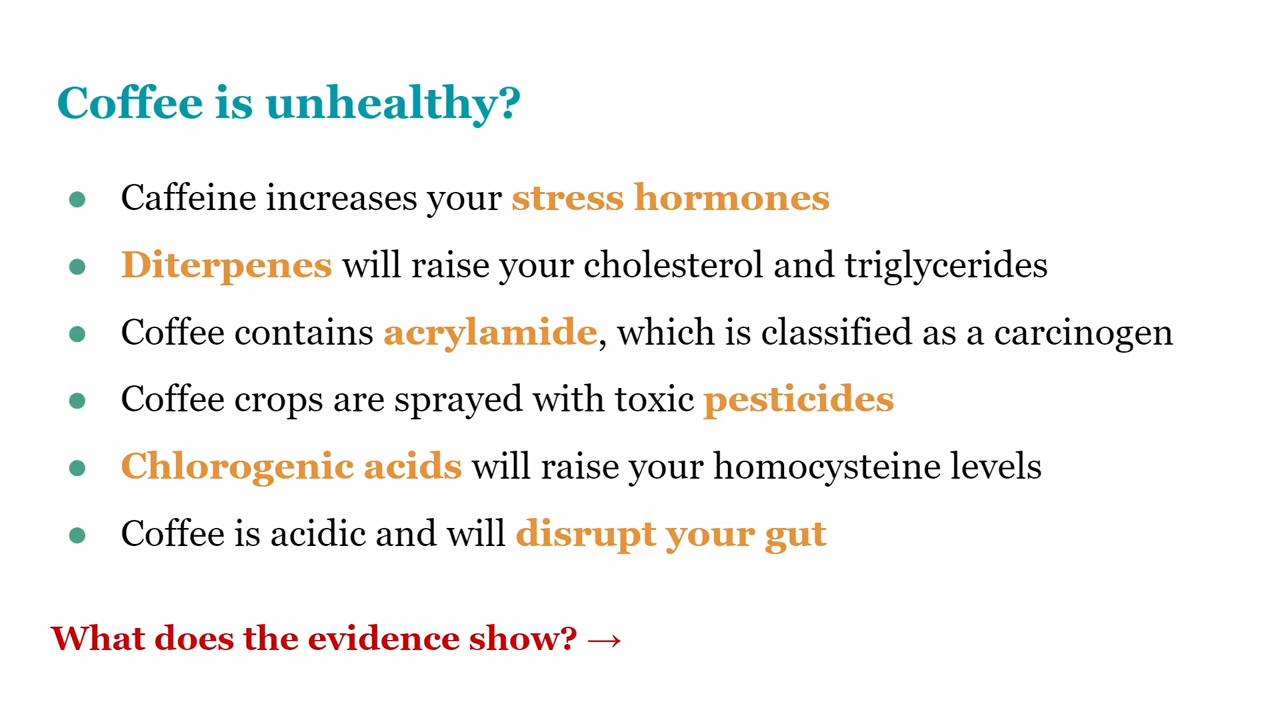 Coffee is unhealthy?
● Caffeine increases your stress hormones
● Diterpenes will raise your cholesterol and triglycerides
● Coffee contains acrylamide, which is classified as a carcinogen
● Coffee crops are sprayed with toxic pesticides
● Chlorogenic acids will raise your homocysteine levels
● Coffee is acidic and will disrupt your gut
What does the evidence show? →